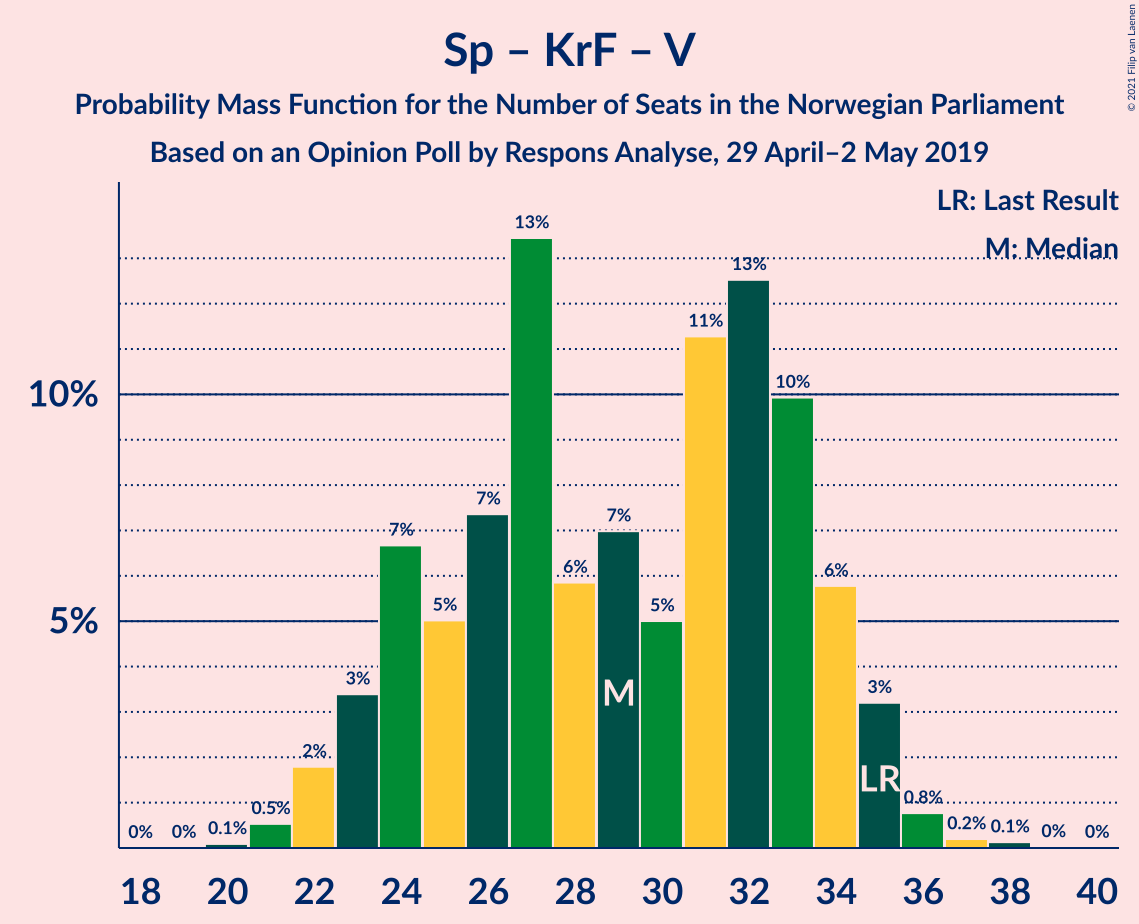 © 2021 Filip van Laenen
Sp – KrF – V
Probability Mass Function for the Number of Seats in the Norwegian Parliament
Based on an Opinion Poll by Respons Analyse, 29 April–2 May 2019
LR: Last Result
M: Median
10%
5%
0% 0% 0.1% 0.5% 2% 3% 7% 5% 7% 13% 6% 7% 5% 11% 13% 10% 6% 3% 0.8% 0.2% 0.1% 0% 0%
M
LR
18 20 22 24 26 28 30 32 34 36 38 40